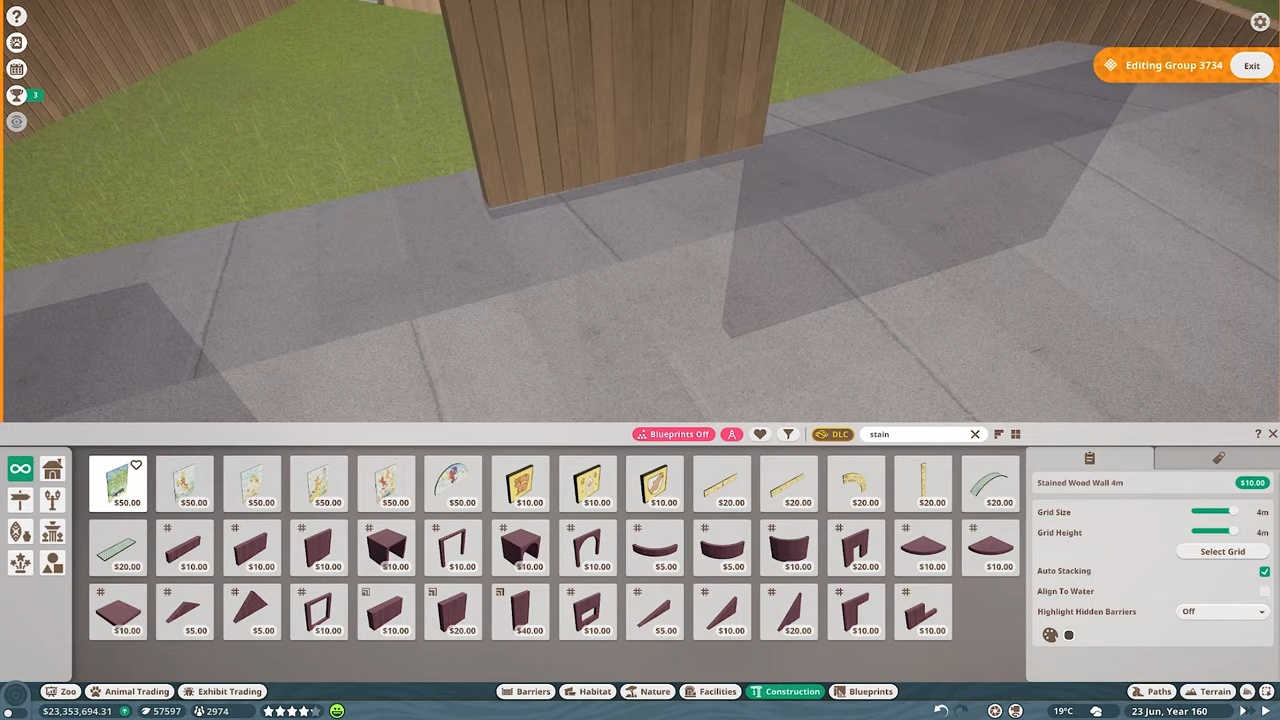 3
Editing Group 3734 Exit
Blueprints Off DLC stain
$50.00 $50.00 $50.00 $50.00 $50.00 $50.00 $10.00 $10.00 $10.00 $20.00 $20.00 $20.00 $20.00 $20.00
$20.00 $10.00 $10.00 $10.00 $10.00 $10.00 $10.00 $10.00 $5.00 $5.00 $10.00 $20.00 $10.00 $10.00
$10.00 $5.00 $5.00 $10.00 $10.00 $20.00 $40.00 $10.00 $5.00 $10.00 $20.00 $10.00 $10.00
Stained Wood Wall 4m $10.00
Grid Size 4m
Grid Height 4m
Select Grid
Auto Stacking
Align To Water
Highlight Hidden Barriers Off
Zoo Animal Trading Exhibit Trading Barriers Habitat Nature Facilities Construction Blueprints Paths Terrain
$23,353,694.31 57597 2974 19°C 23 Jun, Year 160